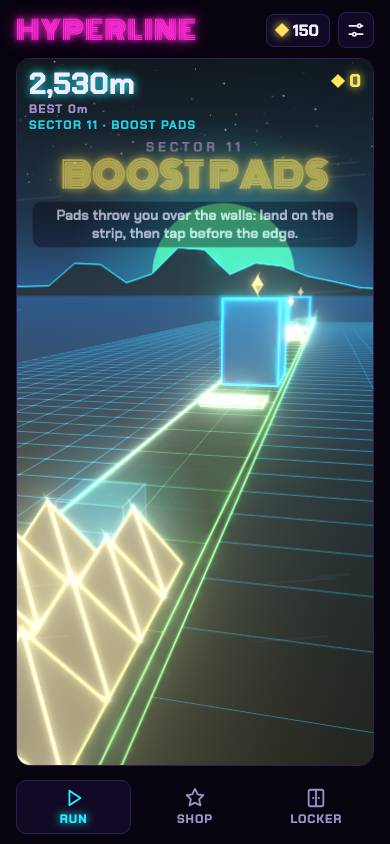 HYPERLINE
150
2,530m
0
BEST 0m
SECTOR 11 · BOOST PADS
SECTOR 11
BOOST PADS
Pads throw you over the walls: land on the
strip, then tap before the edge.
RUN
SHOP
LOCKER